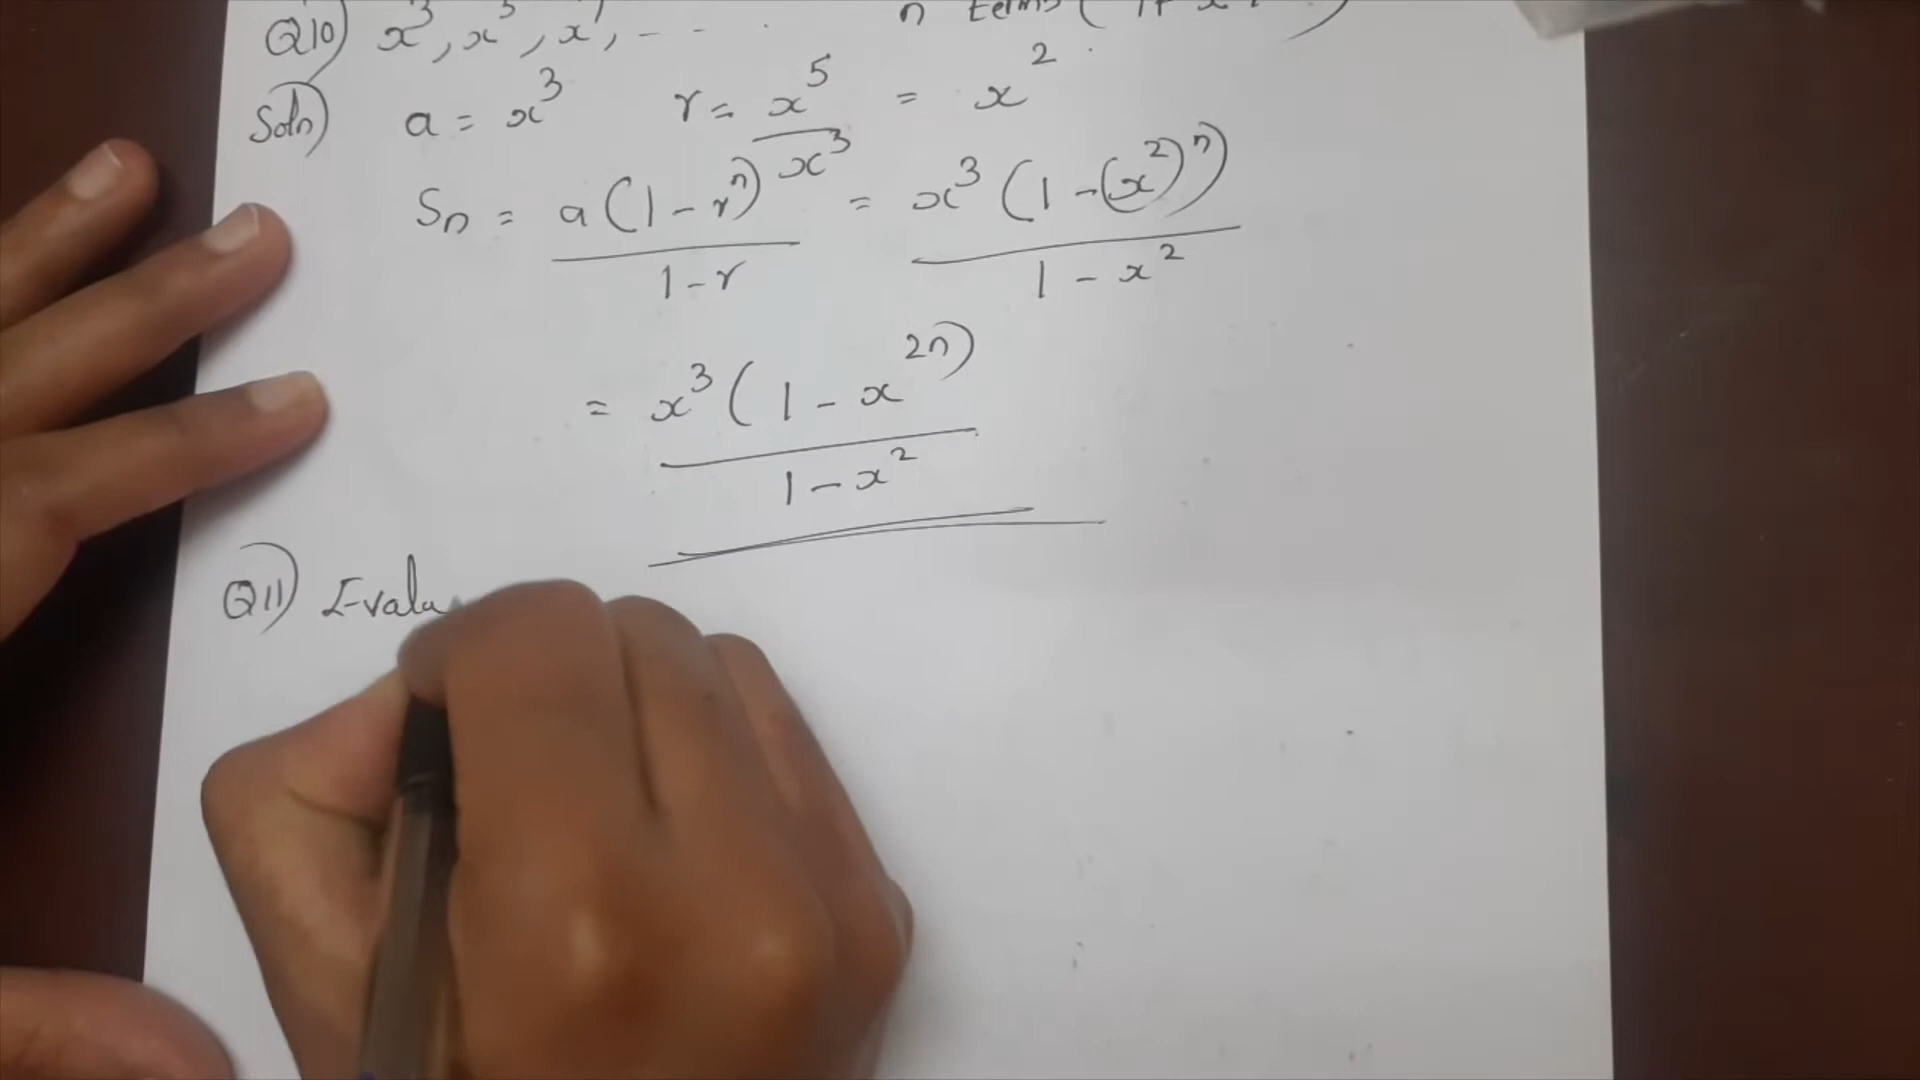 Q10) x³, x⁵, x⁷, - - . n terms (
Soln) a = x³ r = x⁵/x³ = x²
Sn = a(1-rⁿ)/1-r = x³(1-(x²)ⁿ)/1-x²
= x³(1-x²ⁿ)/1-x²
Q11) Evalu